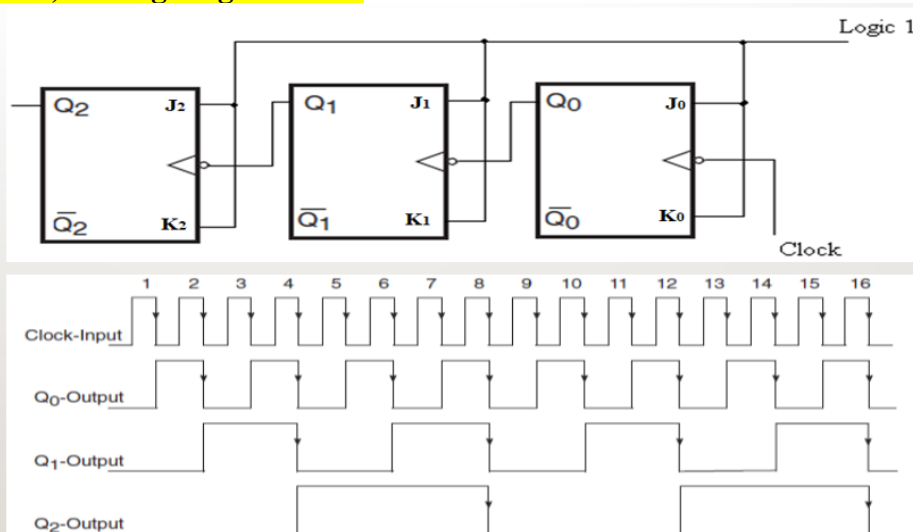 Logic 1
Q2 J2 Q1 J1 Q0 J0
Q̅2 K2 Q̅1 K1 Q̅0 K0
Clock
1 2 3 4 5 6 7 8 9 10 11 12 13 14 15 16
Clock-Input
Q0-Output
Q1-Output
Q2-Output